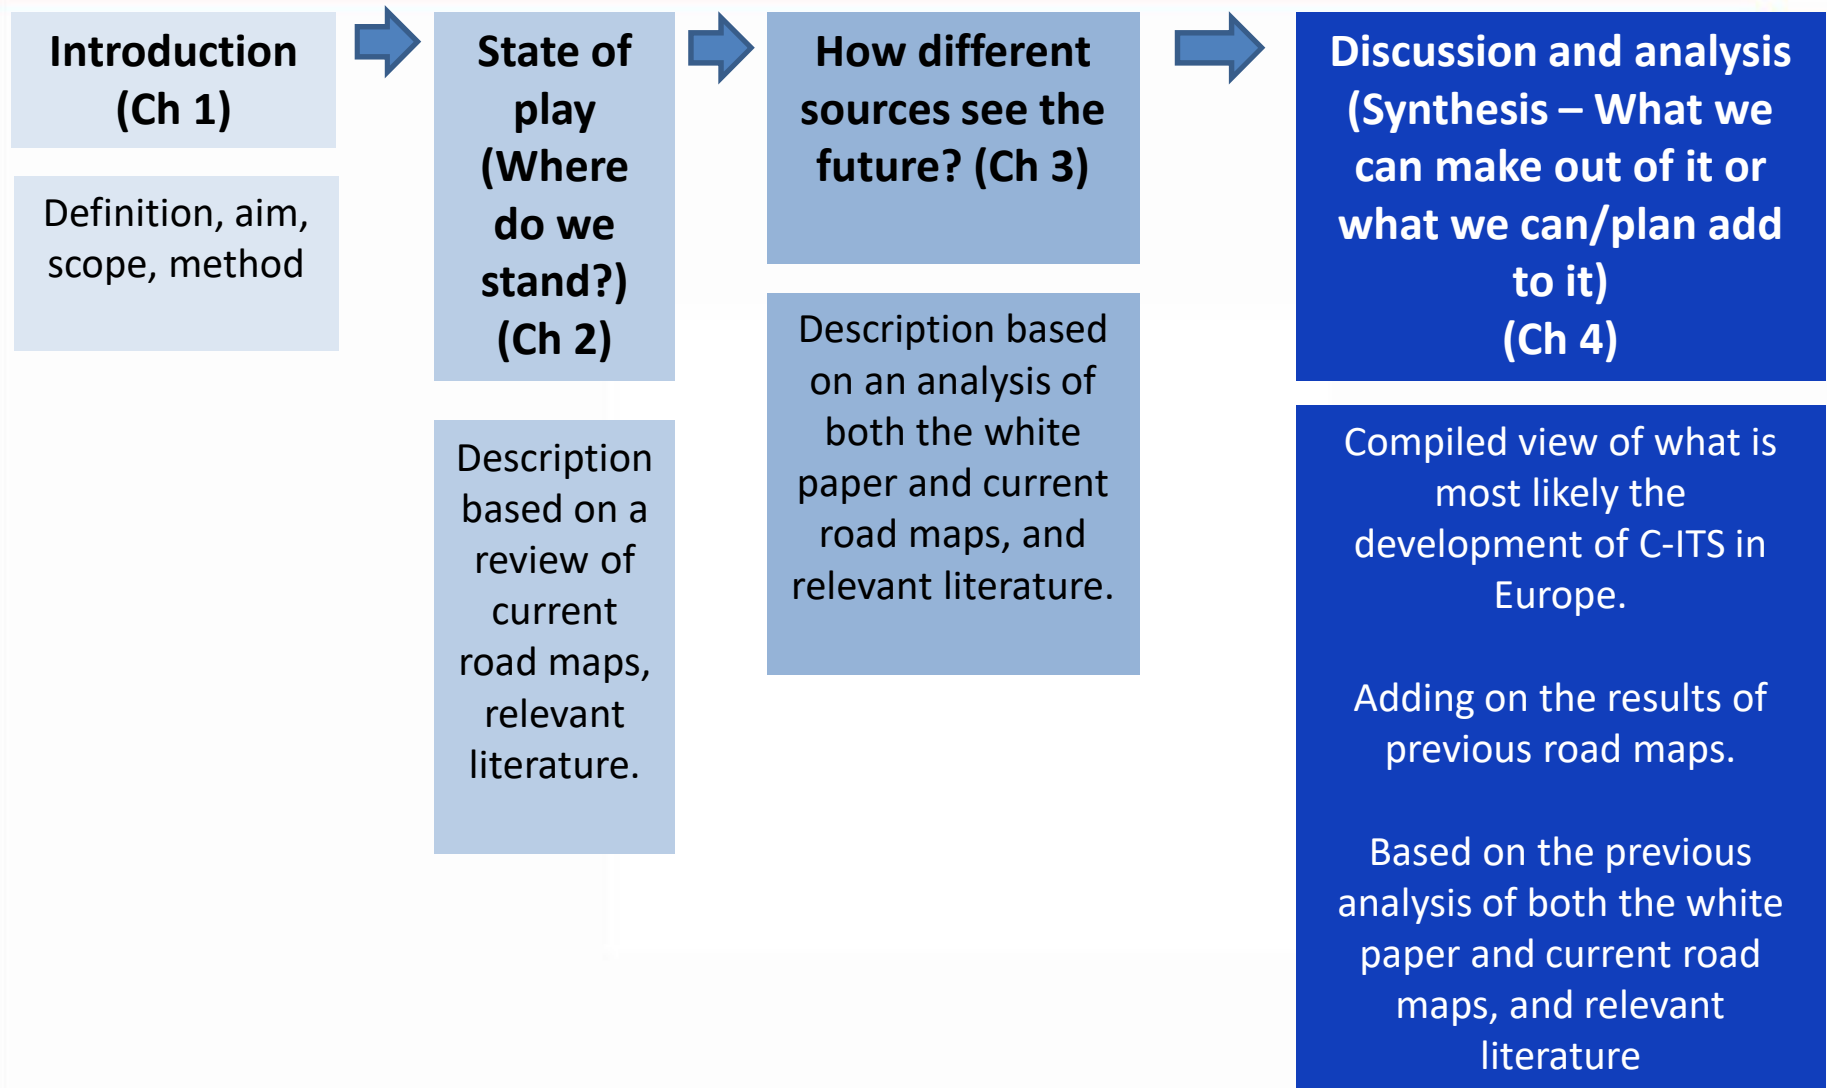 Introduction
(Ch 1)
Definition, aim,
scope, method
State of
play
(Where
do we
stand?)
(Ch 2)
Description
based on a
review of
current
road maps,
relevant
literature.
How different
sources see the
future? (Ch 3)
Description based
on an analysis of
both the white
paper and current
road maps, and
relevant literature.
Discussion and analysis
(Synthesis – What we
can make out of it or
what we can/plan add
to it)
(Ch 4)
Compiled view of what is
most likely the
development of C-ITS in
Europe.
Adding on the results of
previous road maps.
Based on the previous
analysis of both the white
paper and current road
maps, and relevant
literature